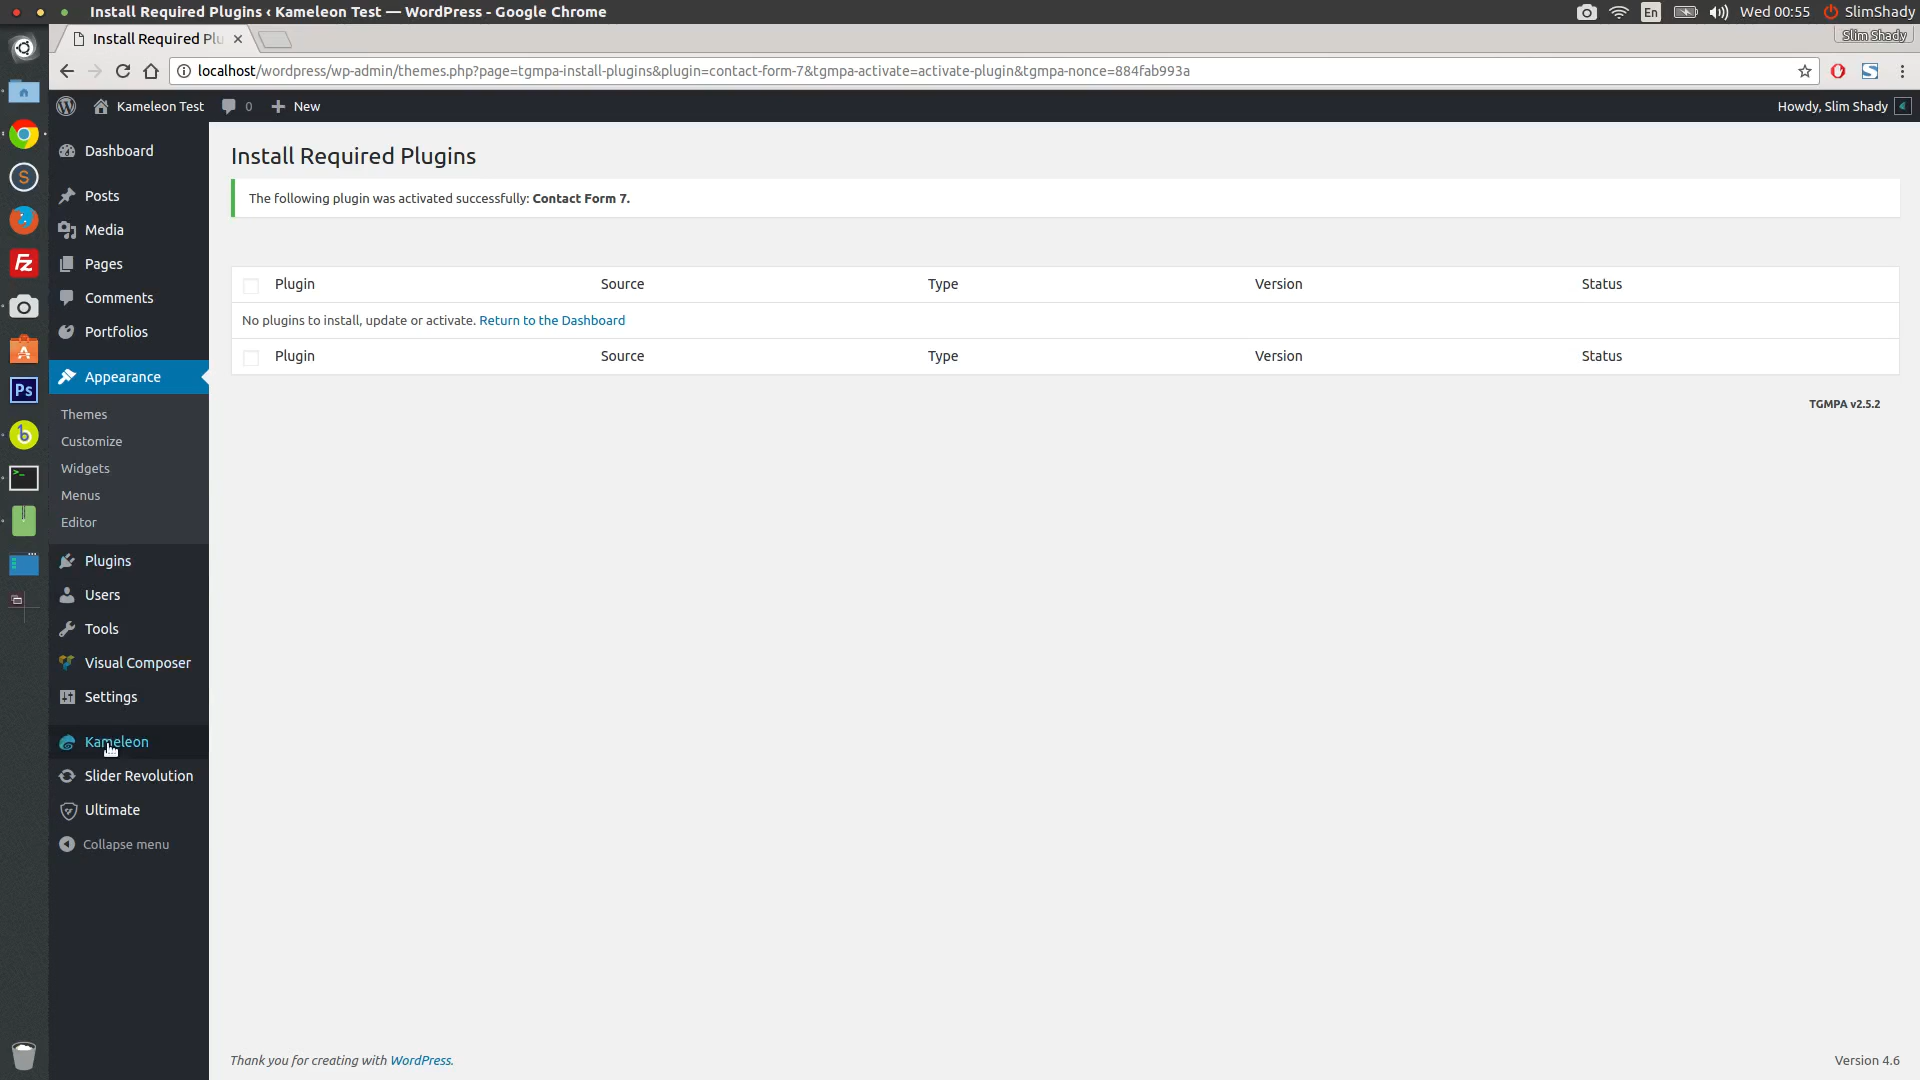 Install Required Plugins ‹ Kameleon Test — WordPress - Google Chrome
En
Wed 00:55
SlimShady
Install Required Plu
Slim Shady
localhost/wordpress/wp-admin/themes.php?page=tgmpa-install-plugins&plugin=contact-form-7&tgmpa-activate=activate-plugin&tgmpa-nonce=884fab993a
Kameleon Test
0
New
Howdy, Slim Shady
Dashboard
Posts
Media
Pages
Comments
Portfolios
Appearance
Themes
Customize
Widgets
Menus
Editor
Plugins
Users
Tools
Visual Composer
Settings
Kameleon
Slider Revolution
Ultimate
Collapse menu
Install Required Plugins
The following plugin was activated successfully: Contact Form 7.
Plugin Source Type Version Status
No plugins to install, update or activate. Return to the Dashboard
Plugin Source Type Version Status
TGMPA v2.5.2
Thank you for creating with WordPress.
Version 4.6
S
Fz
A
Ps
b
>_